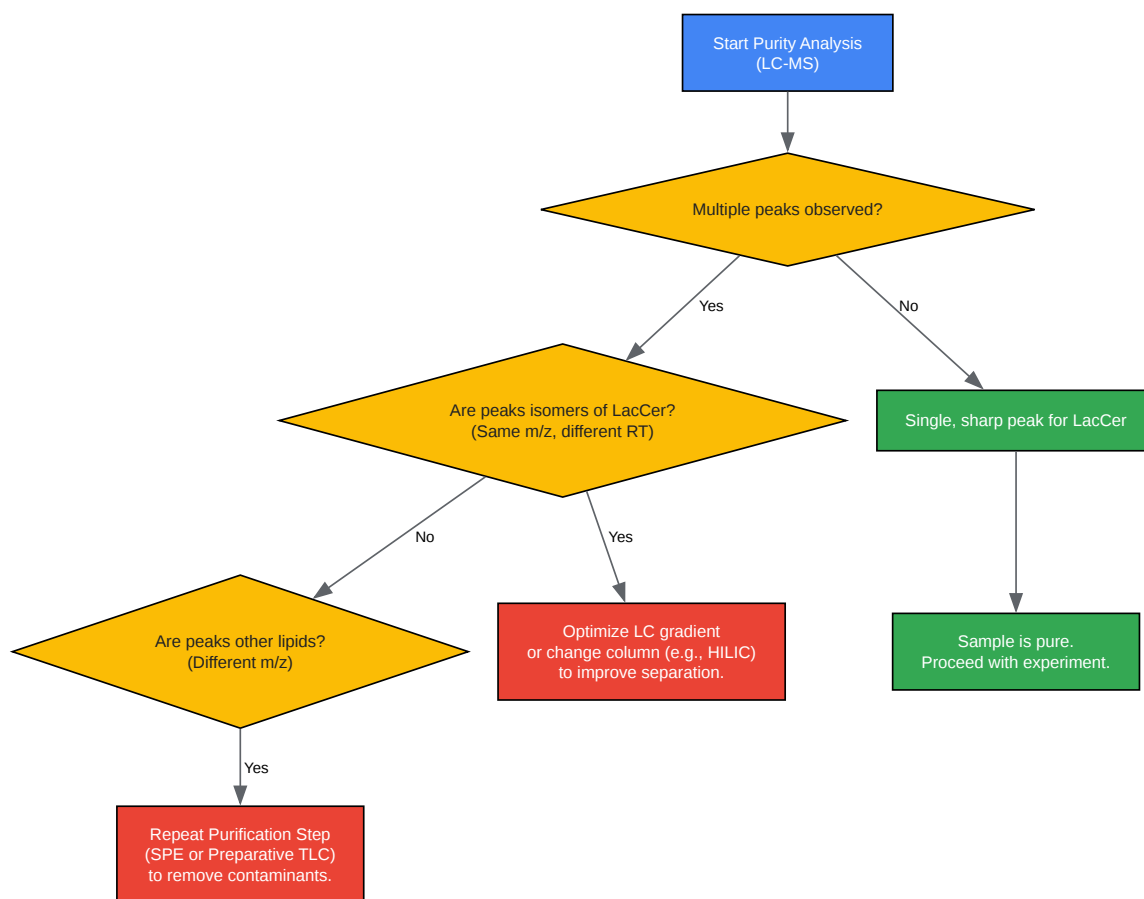 Start Purity Analysis
(LC-MS)
Multiple peaks observed?
Yes
No
Are peaks isomers of LacCer?
(Same m/z, different RT)
Single, sharp peak for LacCer
No
Yes
Are peaks other lipids?
(Different m/z)
Optimize LC gradient
or change column (e.g., HILIC)
to improve separation.
Sample is pure.
Proceed with experiment.
Yes
Repeat Purification Step
(SPE or Preparative TLC)
to remove contaminants.